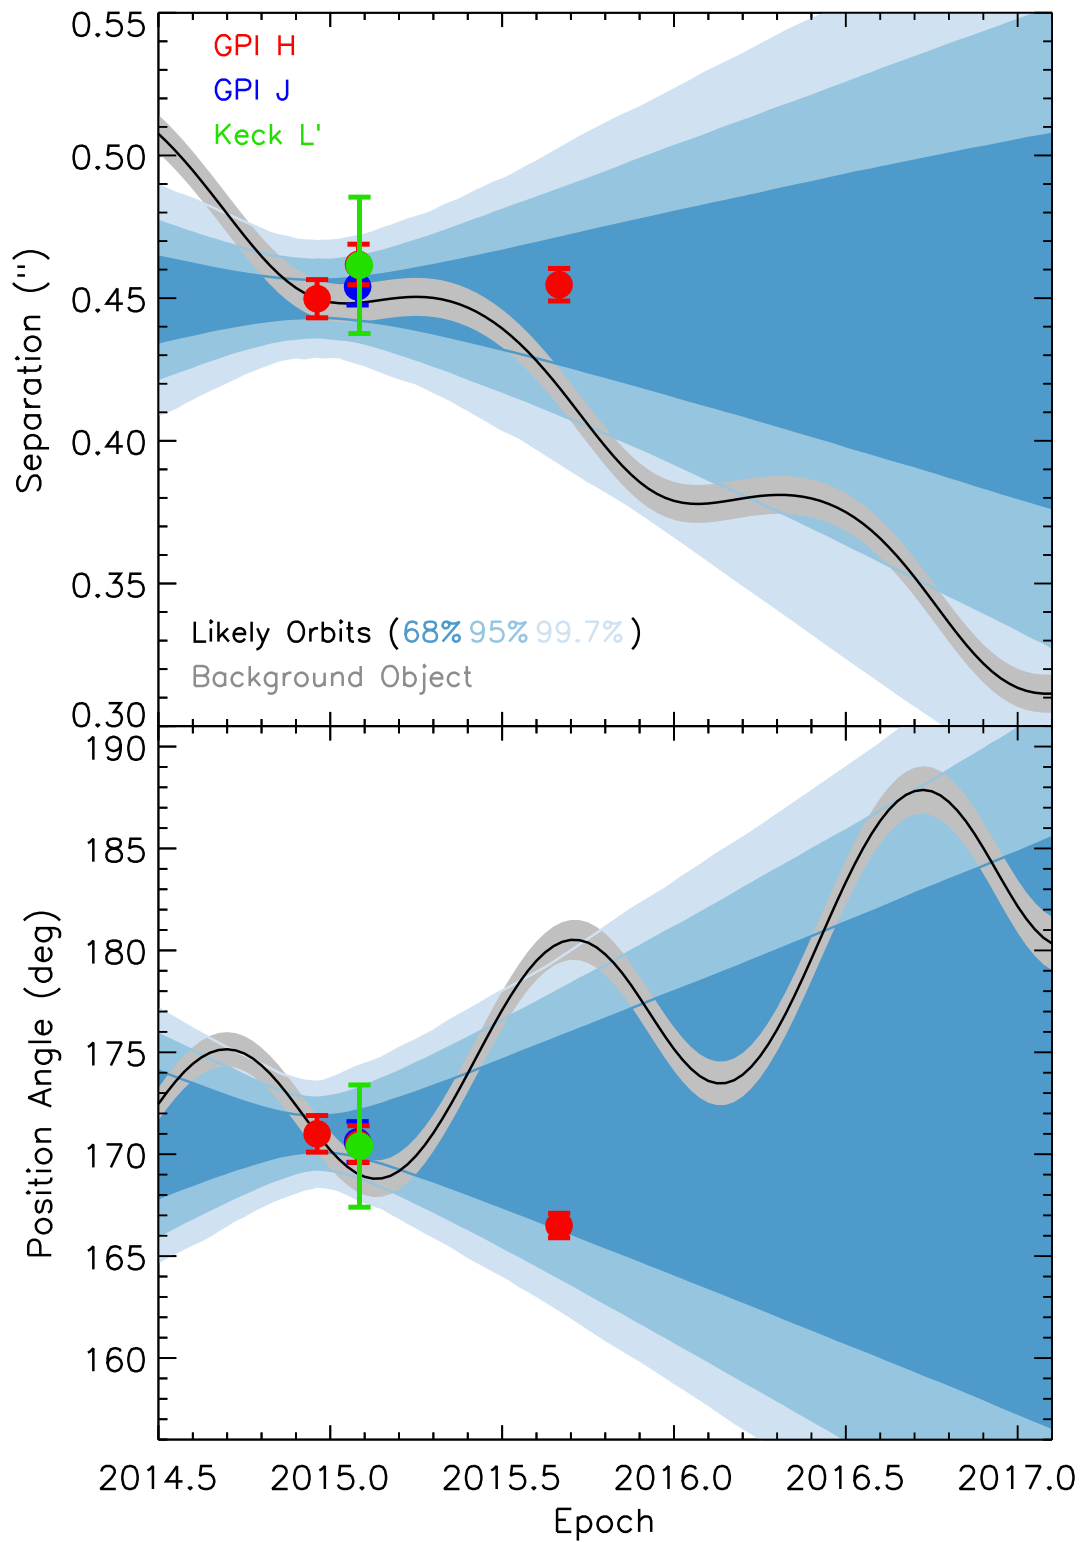 0.55
GPI H
GPI J
Keck L'
0.50
0.45
0.40
0.35
0.30
Separation (")
Likely Orbits (68% 95% 99.7%)
Background Object
190
185
180
175
170
165
160
Position Angle (deg)
2014.5 2015.0 2015.5 2016.0 2016.5 2017.0
Epoch